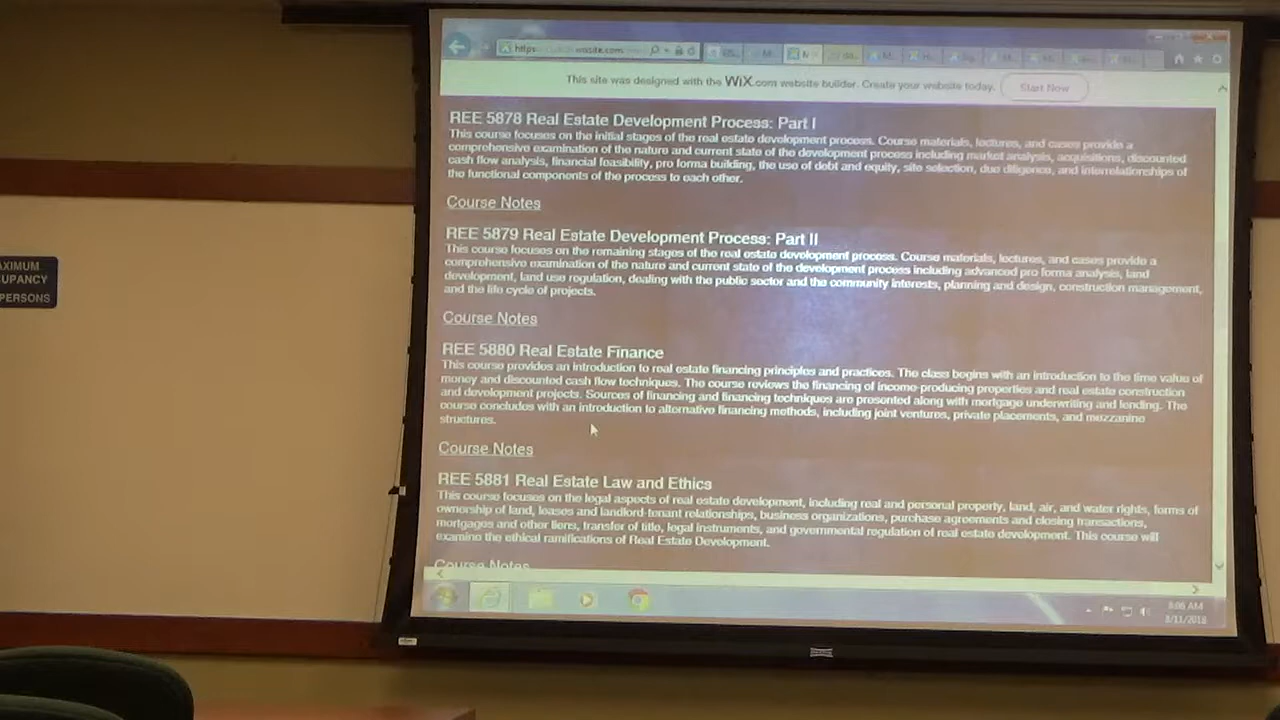 https
wixsite.com
This site was designed with the WiX.com website builder. Create your website today.
Start Now
REE 5878 Real Estate Development Process: Part I
This course focuses on the initial stages of the real estate development process. Course materials, lectures, and cases provide a
comprehensive examination of the nature and current state of the development process including market analysis, acquisitions, discounted
cash flow analysis, financial feasibility, pro forma building, the use of debt and equity, site selection, due diligence, and interrelationships of
the functional components of the process to each other.
Course Notes
REE 5879 Real Estate Development Process: Part II
This course focuses on the remaining stages of the real estate development process. Course materials, lectures, and cases provide a
comprehensive examination of the nature and current state of the development process including advanced pro forma analysis, land
development, land use regulation, dealing with the public sector and the community interests, planning and design, construction management,
and the life cycle of projects.
Course Notes
REE 5880 Real Estate Finance
This course provides an introduction to real estate financing principles and practices. The class begins with an introduction to the time value of
money and discounted cash flow techniques. The course reviews the financing of income-producing properties and real estate construction
and development projects. Sources of financing and financing techniques are presented along with mortgage underwriting and lending. The
course concludes with an introduction to alternative financing methods, including joint ventures, private placements, and mezzanine
structures.
Course Notes
REE 5881 Real Estate Law and Ethics
This course focuses on the legal aspects of real estate development, including real and personal property, land, air, and water rights, forms of
ownership of land, leases and landlord-tenant relationships, business organizations, purchase agreements and closing transactions,
mortgages and other liens, transfer of title, legal instruments, and governmental regulation of real estate development. This course will
examine the ethical ramifications of Real Estate Development.
Course Notes
8:06 AM
8/11/2018
AXIMUM
UPANCY
PERSONS